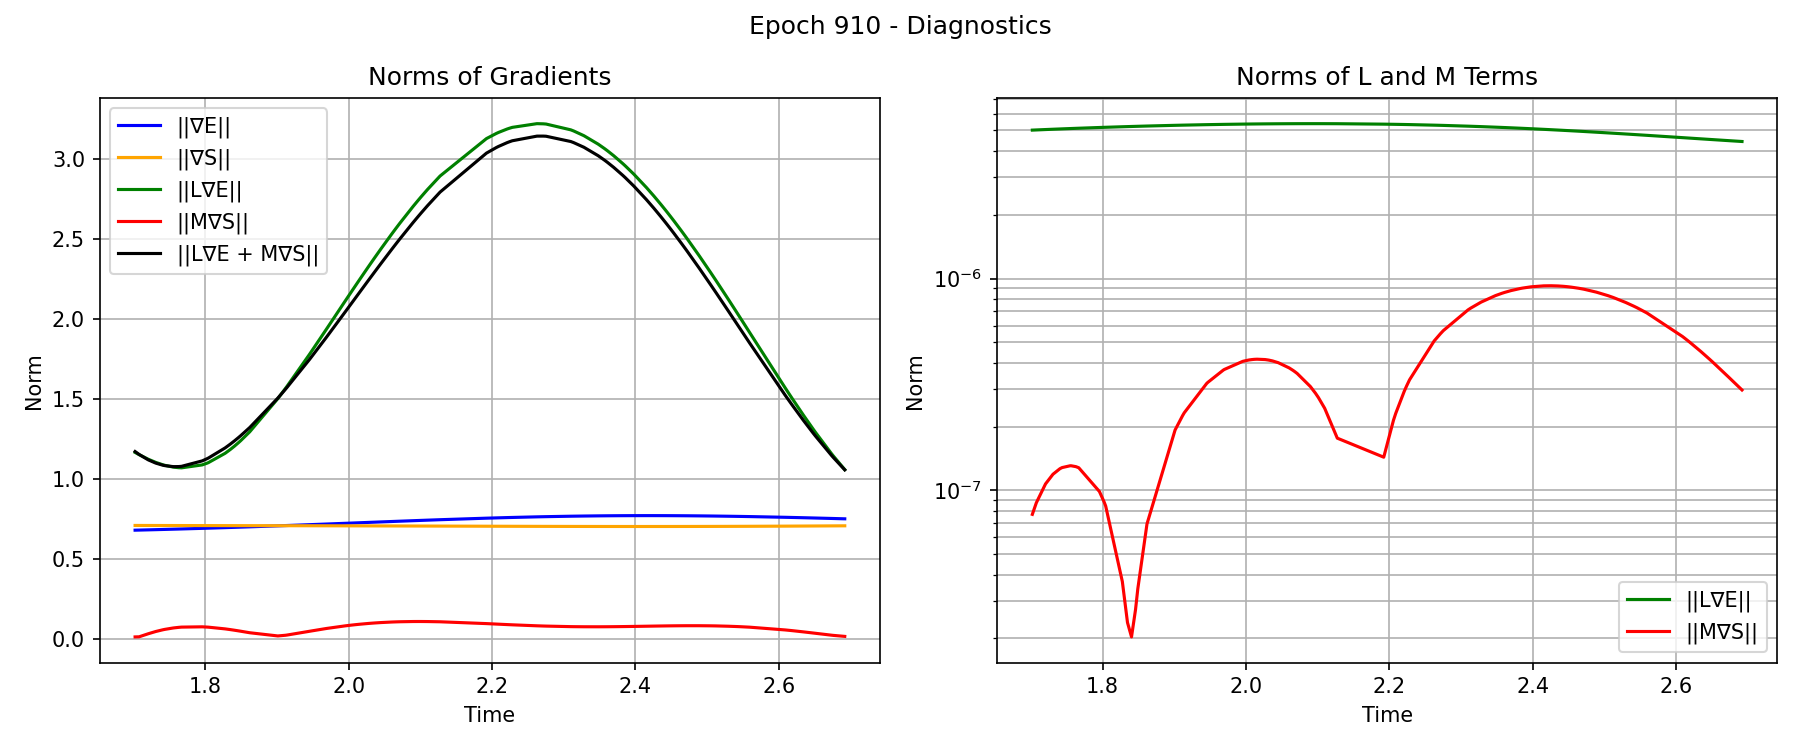 Epoch 910 - Diagnostics
Norms of Gradients
||∇E||
||∇S||
||L∇E||
||M∇S||
||L∇E + M∇S||
3.0
2.5
2.0
1.5
1.0
0.5
0.0
Norm
1.8
2.0
2.2
2.4
2.6
Time
Norms of L and M Terms
10⁻⁶
10⁻⁷
Norm
||L∇E||
||M∇S||
1.8
2.0
2.2
2.4
2.6
Time